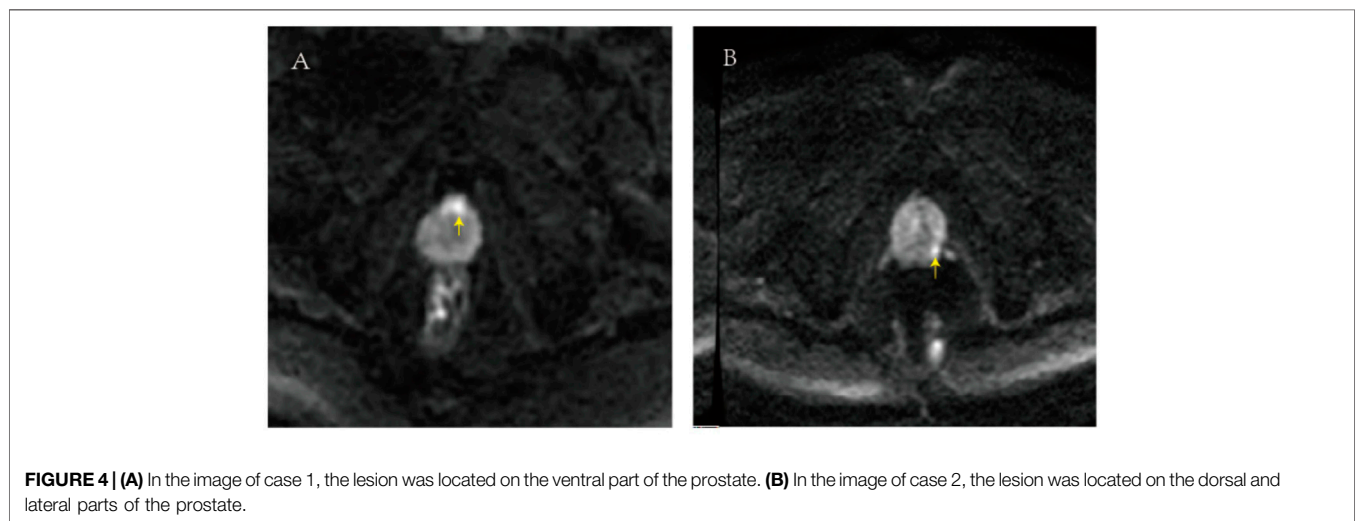 A
B
FIGURE 4 | (A) In the image of case 1, the lesion was located on the ventral part of the prostate. (B) In the image of case 2, the lesion was located on the dorsal and
lateral parts of the prostate.